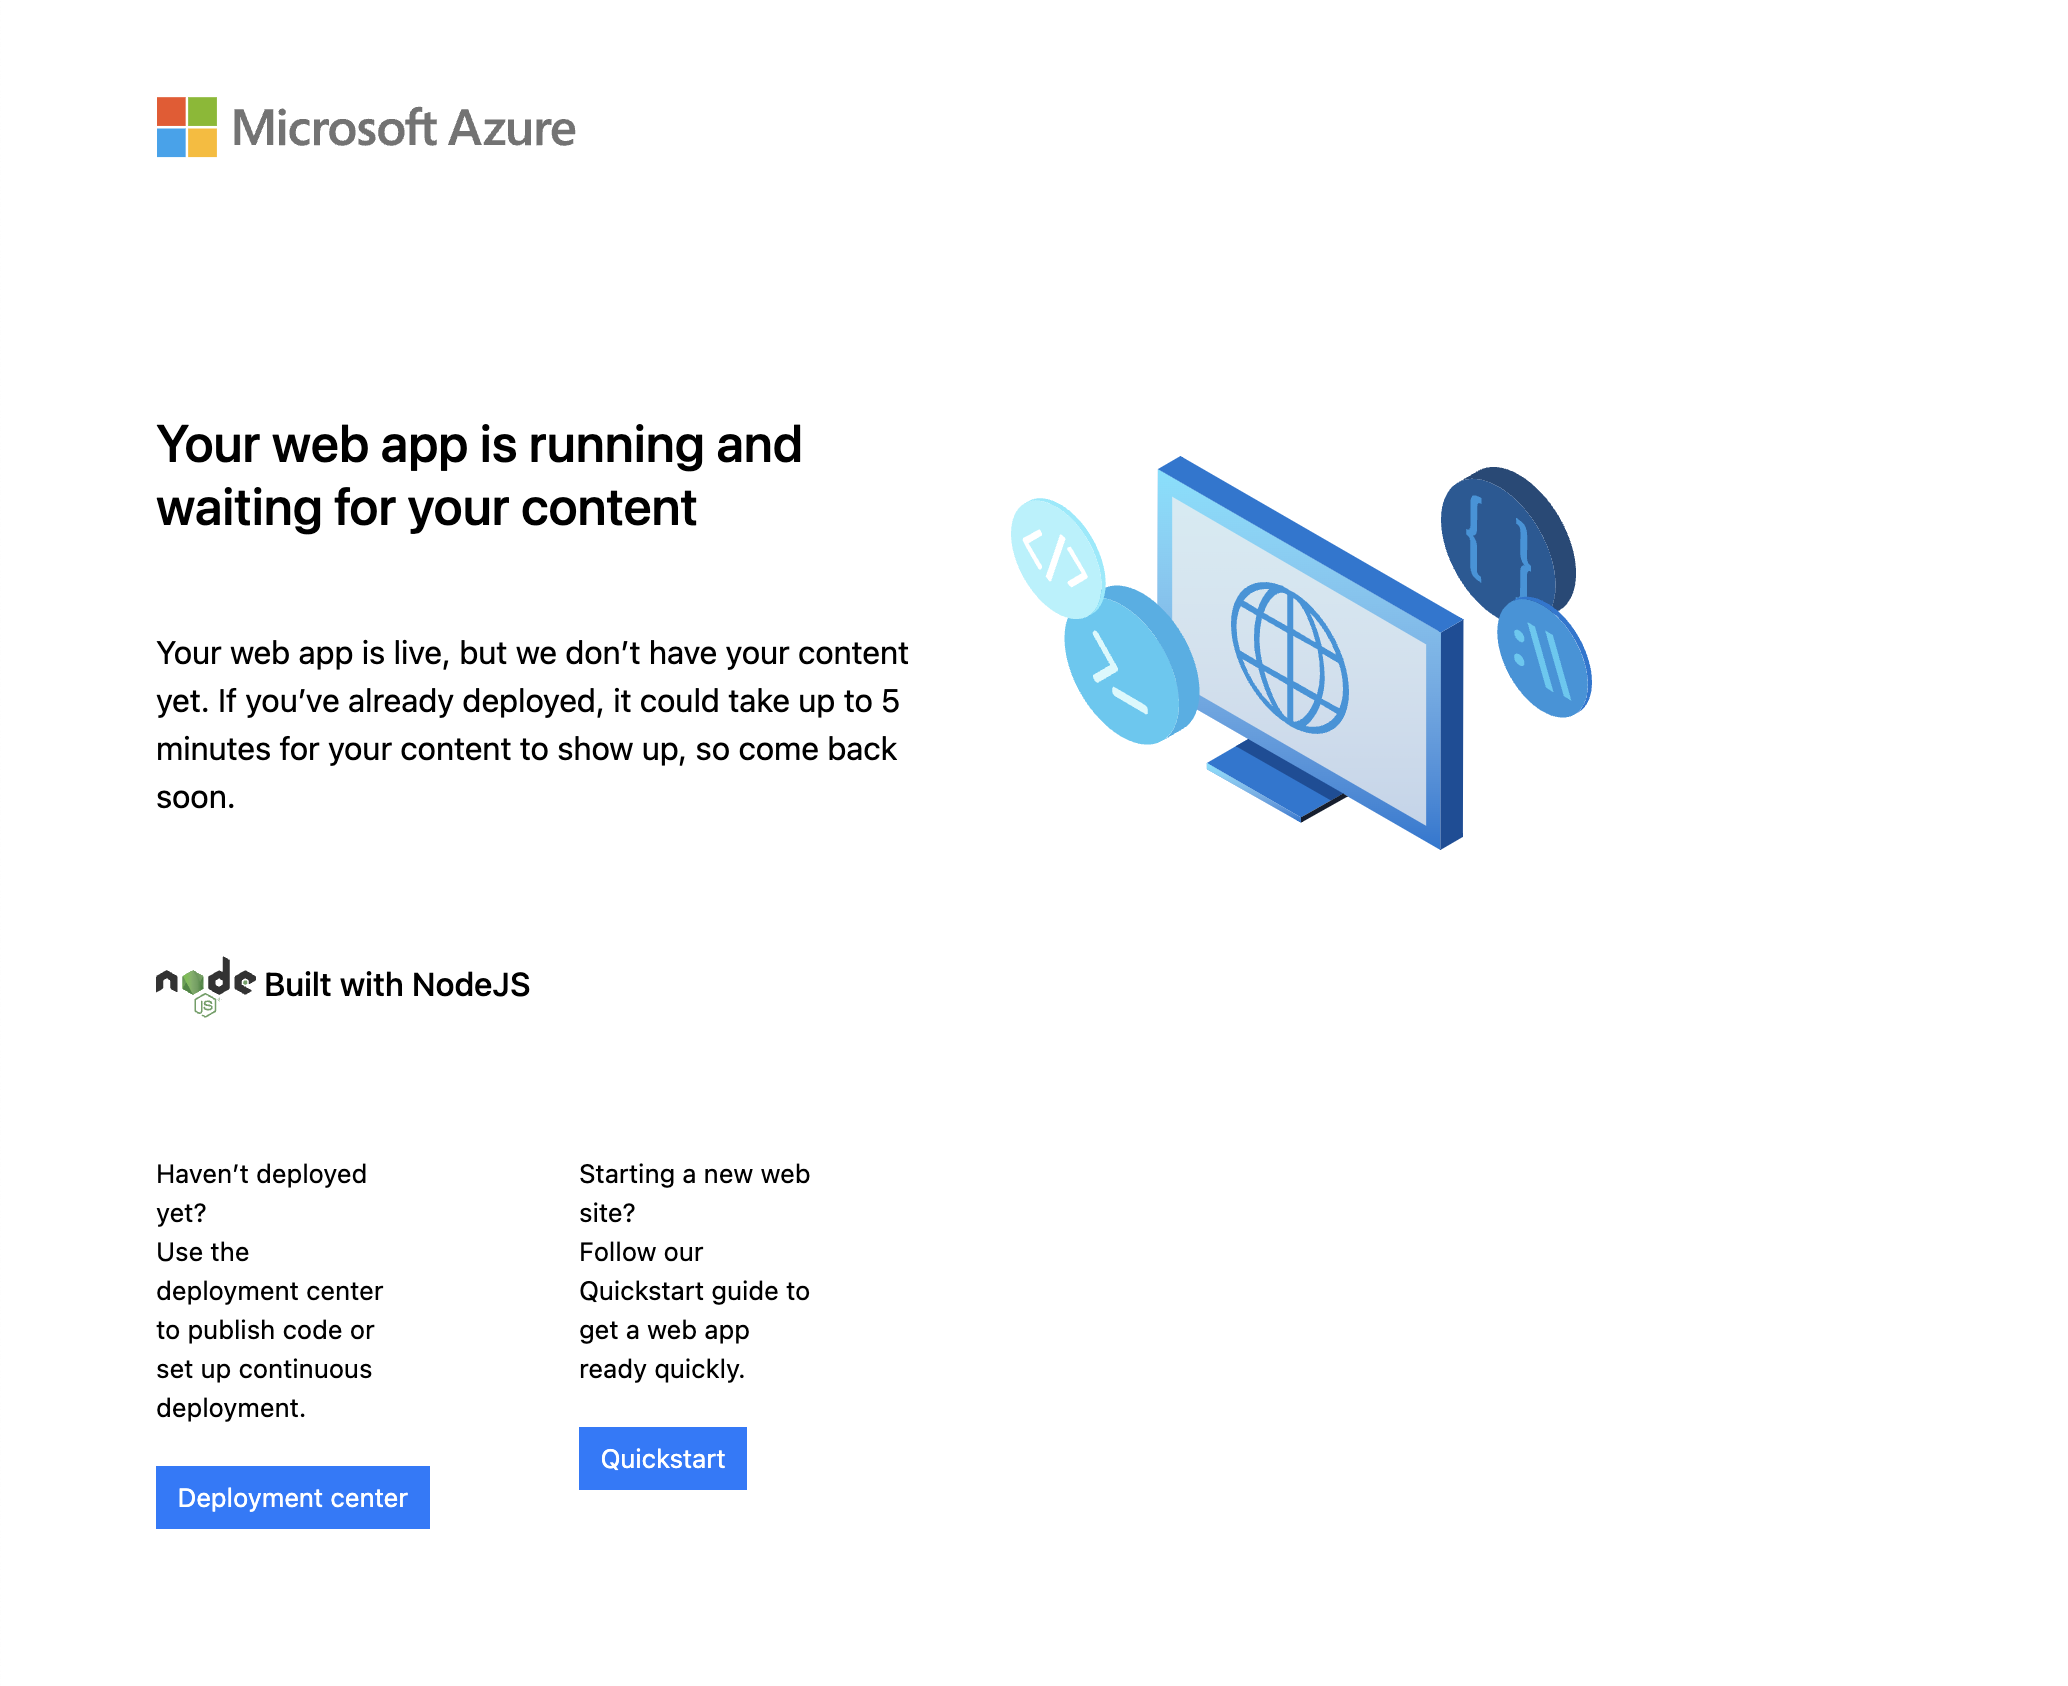 Microsoft Azure
Your web app is running and
waiting for your content
Your web app is live, but we don’t have your content
yet. If you’ve already deployed, it could take up to 5
minutes for your content to show up, so come back
soon.
</>
>_
{ }
:\\
node
JS
Built with NodeJS
Haven’t deployed
yet?
Use the
deployment center
to publish code or
set up continuous
deployment.
Deployment center
Starting a new web
site?
Follow our
Quickstart guide to
get a web app
ready quickly.
Quickstart